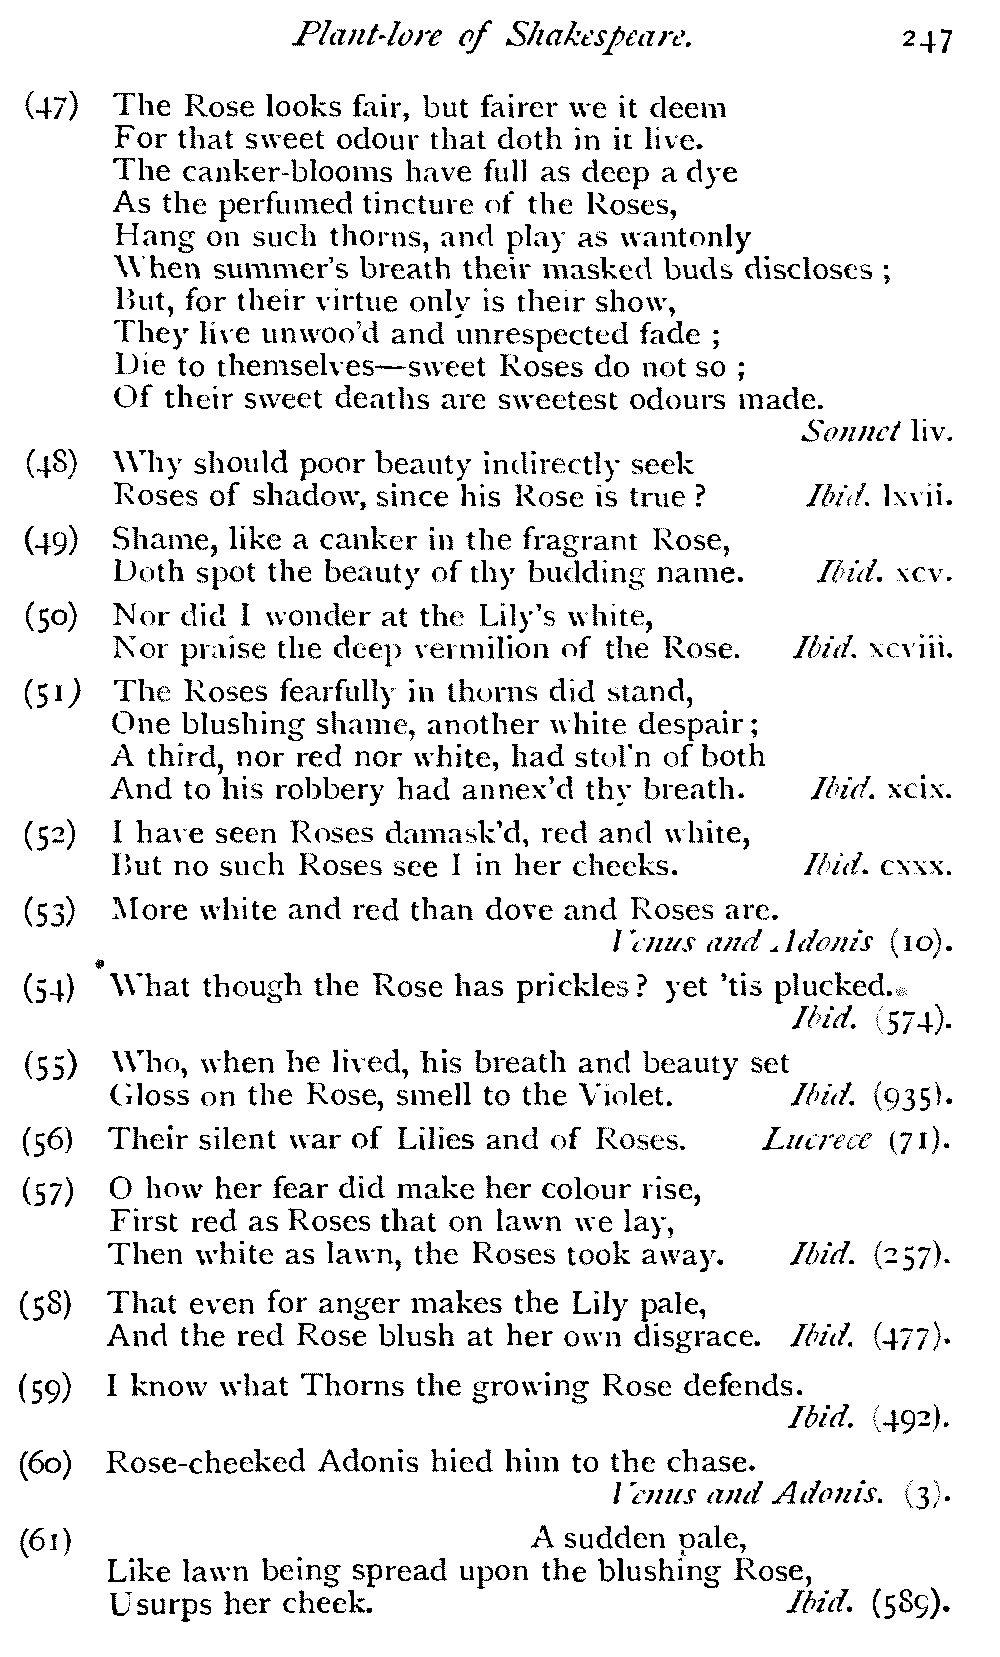 Plant-lore of Shakespeare. 247
(47) The Rose looks fair, but fairer we it deem
For that sweet odour that doth in it live.
The canker-blooms have full as deep a dye
As the perfumed tincture of the Roses,
Hang on such thorns, and play as wantonly
When summer's breath their masked buds discloses ;
But, for their virtue only is their show,
They live unwoo'd and unrespected fade ;
Die to themselves—sweet Roses do not so ;
Of their sweet deaths are sweetest odours made.
Sonnet liv.
(48) Why should poor beauty indirectly seek
Roses of shadow, since his Rose is true ? Ibid. lxvii.
(49) Shame, like a canker in the fragrant Rose,
Doth spot the beauty of thy budding name. Ibid. xcv.
(50) Nor did I wonder at the Lily's white,
Nor praise the deep vermilion of the Rose. Ibid. xcviii.
(51) The Roses fearfully in thorns did stand,
One blushing shame, another white despair ;
A third, nor red nor white, had stol'n of both
And to his robbery had annex'd thy breath. Ibid. xcix.
(52) I have seen Roses damask'd, red and white,
But no such Roses see I in her cheeks. Ibid. cxxx.
(53) More white and red than dove and Roses are.
Venus and Adonis (10).
(54) What though the Rose has prickles ? yet 'tis plucked.
Ibid. (574).
(55) Who, when he lived, his breath and beauty set
Gloss on the Rose, smell to the Violet. Ibid. (935).
(56) Their silent war of Lilies and of Roses. Lucrece (71).
(57) O how her fear did make her colour rise,
First red as Roses that on lawn we lay,
Then white as lawn, the Roses took away. Ibid. (257).
(58) That even for anger makes the Lily pale,
And the red Rose blush at her own disgrace. Ibid. (477).
(59) I know what Thorns the growing Rose defends.
Ibid. (492).
(60) Rose-cheeked Adonis hied him to the chase.
Venus and Adonis. (3).
(61) A sudden pale,
Like lawn being spread upon the blushing Rose,
Usurps her cheek. Ibid. (589).